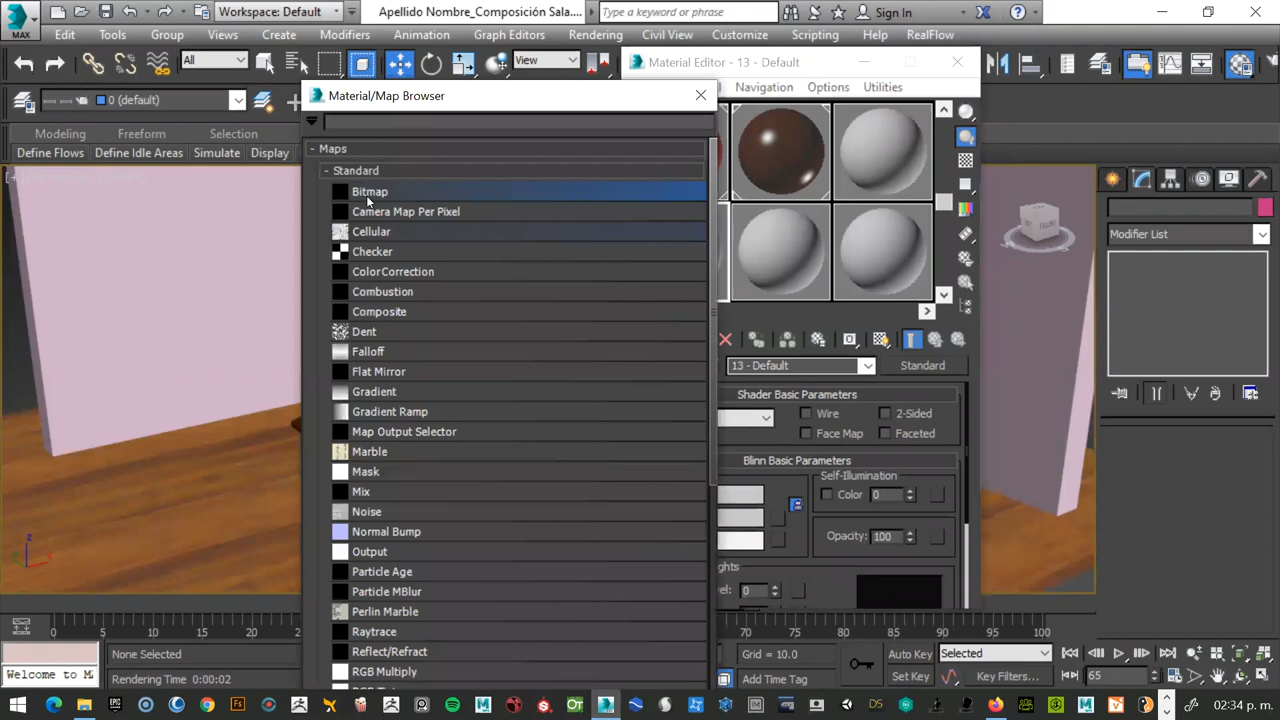 MAX
Workspace: Default
Apellido Nombre_Composición Sala....
Type a keyword or phrase
Sign In
Edit Tools Group Views Create Modifiers Animation Graph Editors Rendering Civil View Customize Scripting Help RealFlow
All
View
Material Editor - 13 - Default
0 (default)
Material/Map Browser
Navigation Options Utilities
Modeling Freeform Selection
Define Flows Define Idle Areas Simulate Display
- Maps
- Standard
Bitmap
Camera Map Per Pixel
Cellular
Checker
ColorCorrection
Combustion
Composite
Dent
Falloff
Flat Mirror
Gradient
Gradient Ramp
Map Output Selector
Marble
Mask
Mix
Noise
Normal Bump
Output
Particle Age
Particle MBlur
Perlin Marble
Raytrace
Reflect/Refract
RGB Multiply
13 - Default
Standard
Shader Basic Parameters
Wire 2-Sided
Face Map Faceted
Blinn Basic Parameters
Self-Illumination
Color 0
Opacity: 100
0
Modifier List
0 5 10 15 20 70 75 80 85 90 95 100
None Selected
Grid = 10.0
Auto Key Selected
Welcome to M
Rendering Time 0:00:02
Add Time Tag
Set Key Key Filters...
65
02:34 p. m.